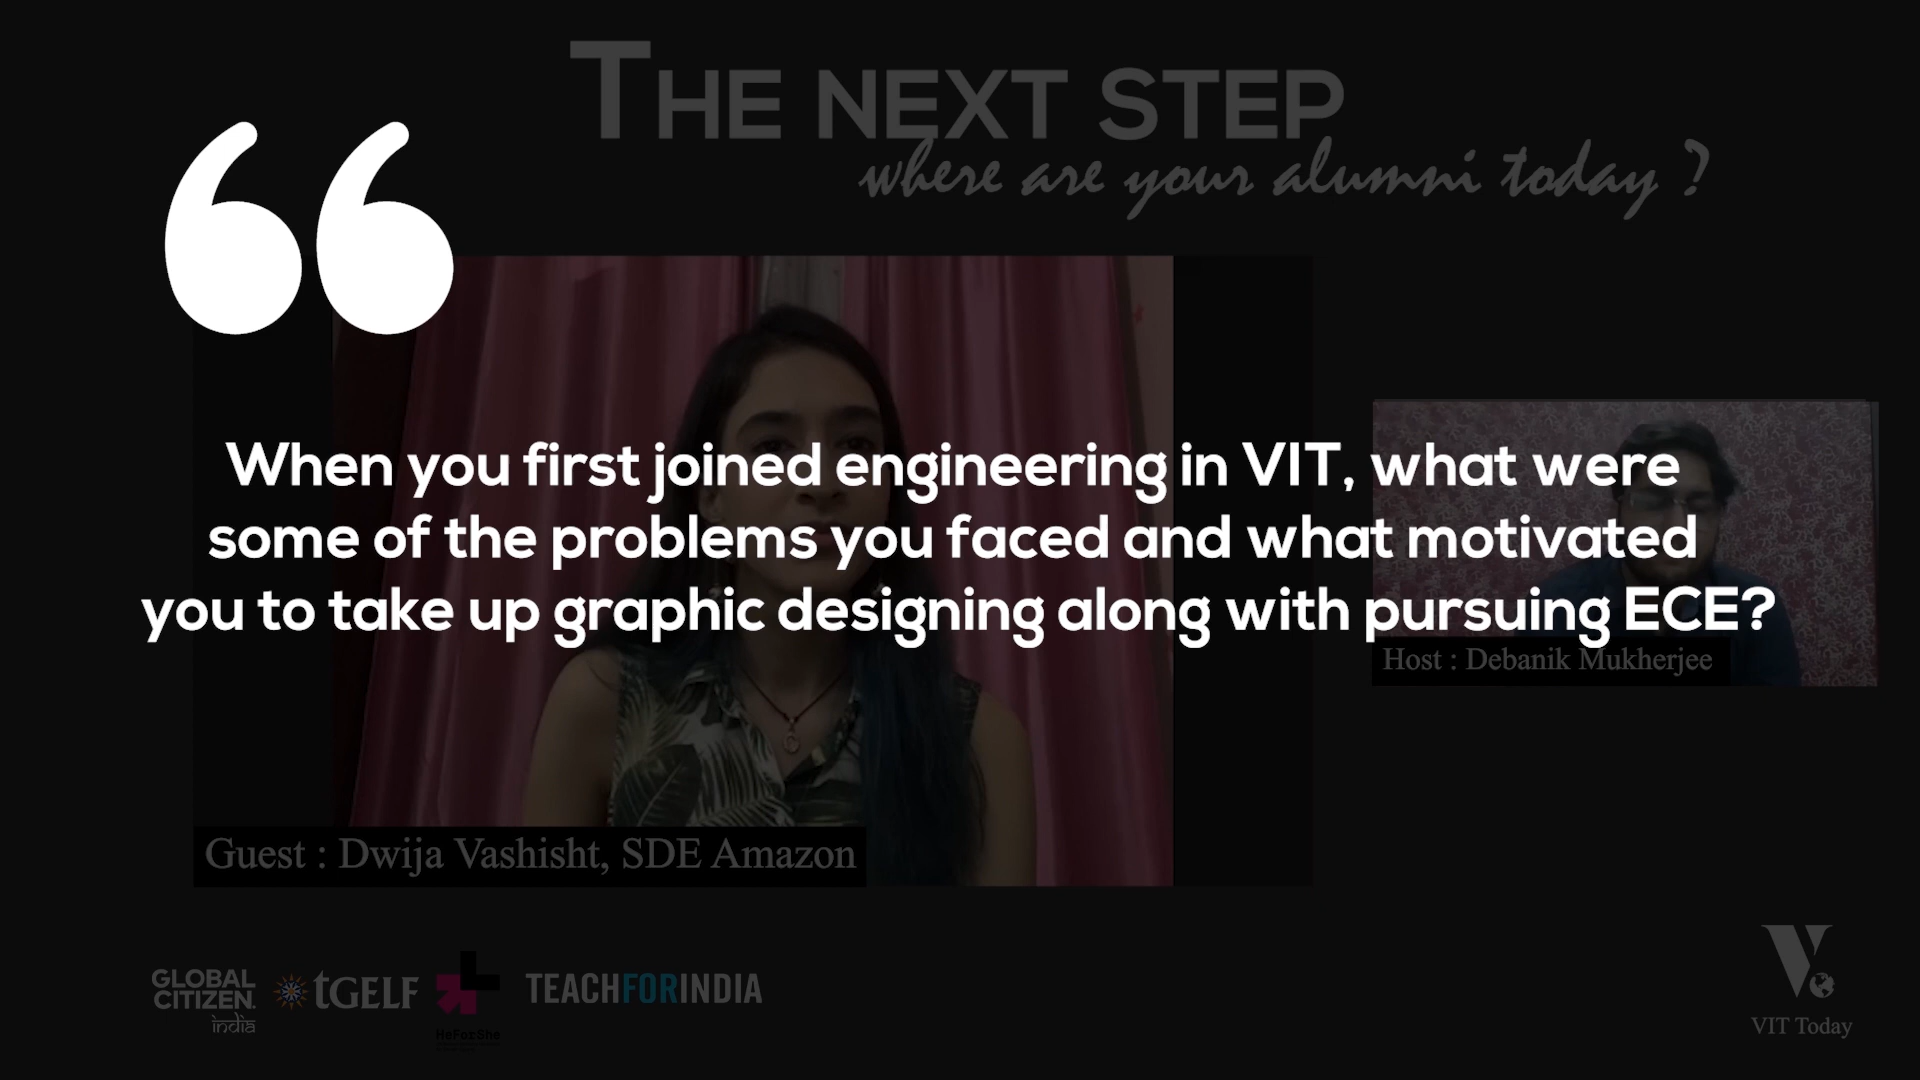 THE NEXT STEP
where are your alumni today ?
When you first joined engineering in VIT, what were
some of the problems you faced and what motivated
you to take up graphic designing along with pursuing ECE?
Host : Debanik Mukherjee
Guest : Dwija Vashisht, SDE Amazon
GLOBAL
CITIZEN.
india
tGELF
HeForShe
TEACHFORINDIA
VIT Today